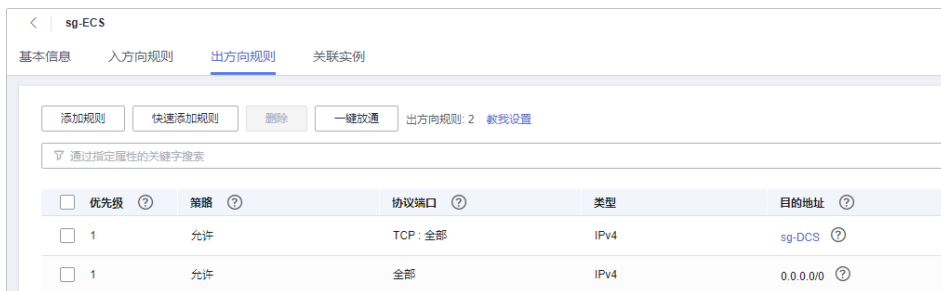 sg-ECS
基本信息 入方向规则 出方向规则 关联实例
添加规则 快速添加规则 删除 一键放通 出方向规则: 2 教我设置
通过指定属性的关键字搜索
优先级 ? 策略 ? 协议端口 ? 类型 目的地址 ?
1 允许 TCP : 全部 IPv4 sg-DCS ?
1 允许 全部 IPv4 0.0.0.0/0 ?